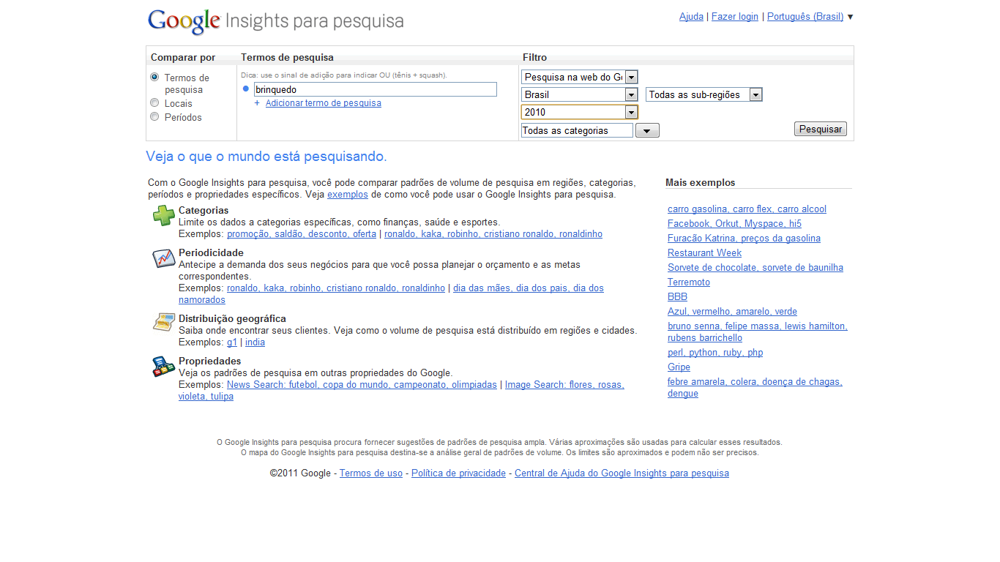 Google Insights para pesquisa
Ajuda | Fazer login | Português (Brasil) ▼
Comparar por
Termos de pesquisa
Locais
Períodos
Termos de pesquisa
Dica: use o sinal de adição para indicar OU (tênis + squash).
brinquedo
+ Adicionar termo de pesquisa
Filtro
Pesquisa na web do Go
Brasil
Todas as sub-regiões
2010
Todas as categorias
Pesquisar
Veja o que o mundo está pesquisando.
Com o Google Insights para pesquisa, você pode comparar padrões de volume de pesquisa em regiões, categorias,
períodos e propriedades específicos. Veja exemplos de como você pode usar o Google Insights para pesquisa.
Categorias
Limite os dados a categorias específicas, como finanças, saúde e esportes.
Exemplos: promoção, saldão, desconto, oferta | ronaldo, kaka, robinho, cristiano ronaldo, ronaldinho
Periodicidade
Antecipe a demanda dos seus negócios para que você possa planejar o orçamento e as metas
correspondentes.
Exemplos: ronaldo, kaka, robinho, cristiano ronaldo, ronaldinho | dia das mães, dia dos pais, dia dos
namorados
Distribuição geográfica
Saiba onde encontrar seus clientes. Veja como o volume de pesquisa está distribuído em regiões e cidades.
Exemplos: g1 | india
Propriedades
Veja os padrões de pesquisa em outras propriedades do Google.
Exemplos: News Search: futebol, copa do mundo, campeonato, olimpiadas | Image Search: flores, rosas,
violeta, tulipa
Mais exemplos
carro gasolina, carro flex, carro alcool
Facebook, Orkut, Myspace, hi5
Furacão Katrina, preços da gasolina
Restaurant Week
Sorvete de chocolate, sorvete de baunilha
Terremoto
BBB
Azul, vermelho, amarelo, verde
bruno senna, felipe massa, lewis hamilton,
rubens barrichello
perl, python, ruby, php
Gripe
febre amarela, colera, doença de chagas,
dengue
O Google Insights para pesquisa procura fornecer sugestões de padrões de pesquisa ampla. Várias aproximações são usadas para calcular esses resultados.
O mapa do Google Insights para pesquisa destina-se a análise geral de padrões de volume. Os limites são aproximados e podem não ser precisos.
©2011 Google - Termos de uso - Política de privacidade - Central de Ajuda do Google Insights para pesquisa